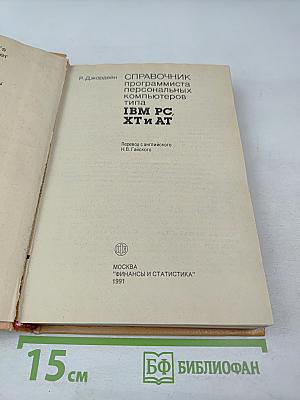 Р. Джордейн
СПРАВОЧНИК
программиста
персональных
компьютеров
типа
IBM PC,
XT и AT
Перевод с английского
Н.В. Гайского
МОСКВА
"ФИНАНСЫ И СТАТИСТИКА"
1991
15 см
БФ БИБЛИОФАН